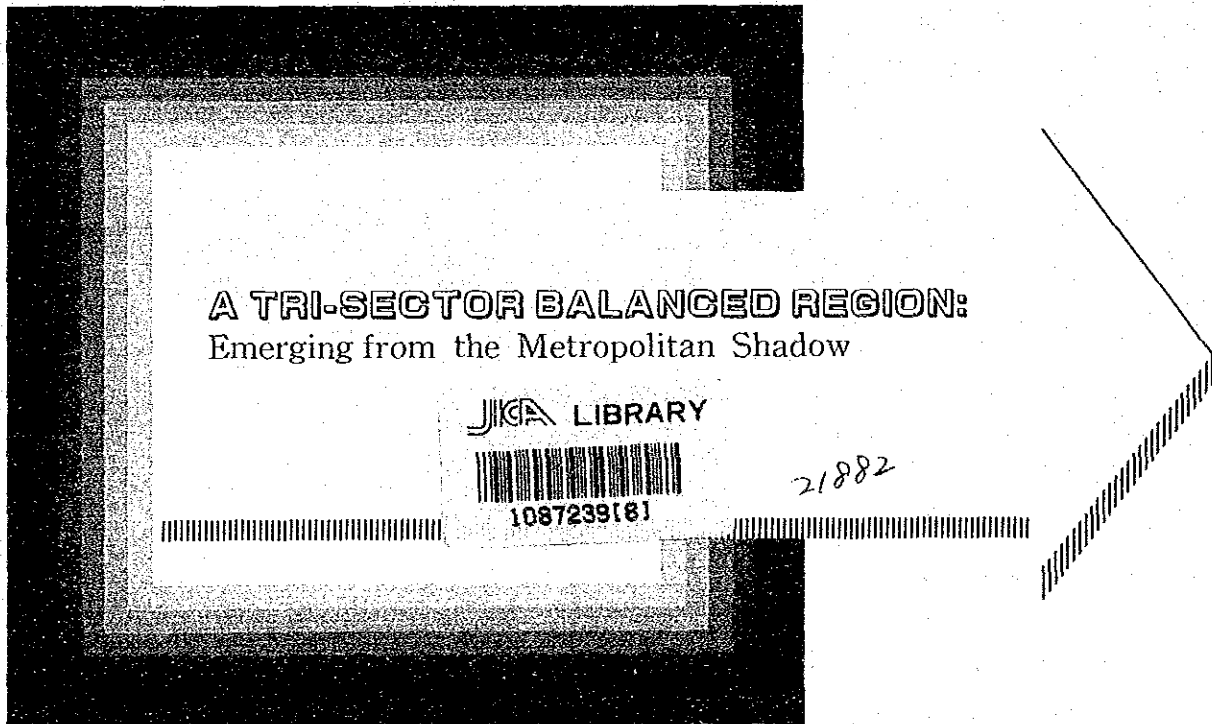 A TRI-SECTOR BALANCED REGION:
Emerging from the Metropolitan Shadow
JICA LIBRARY
1087239[8]
21882